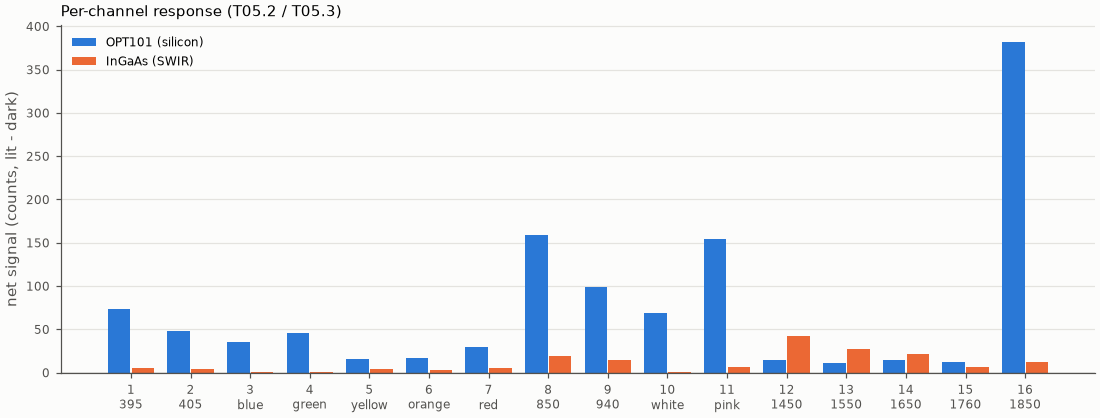 Per-channel response (T05.2 / T05.3)
OPT101 (silicon)
InGaAs (SWIR)
net signal (counts, lit - dark)
400
350
300
250
200
150
100
50
0
1 2 3 4 5 6 7 8 9 10 11 12 13 14 15 16
395 405 blue green yellow orange red 850 940 white pink 1450 1550 1650 1760 1850